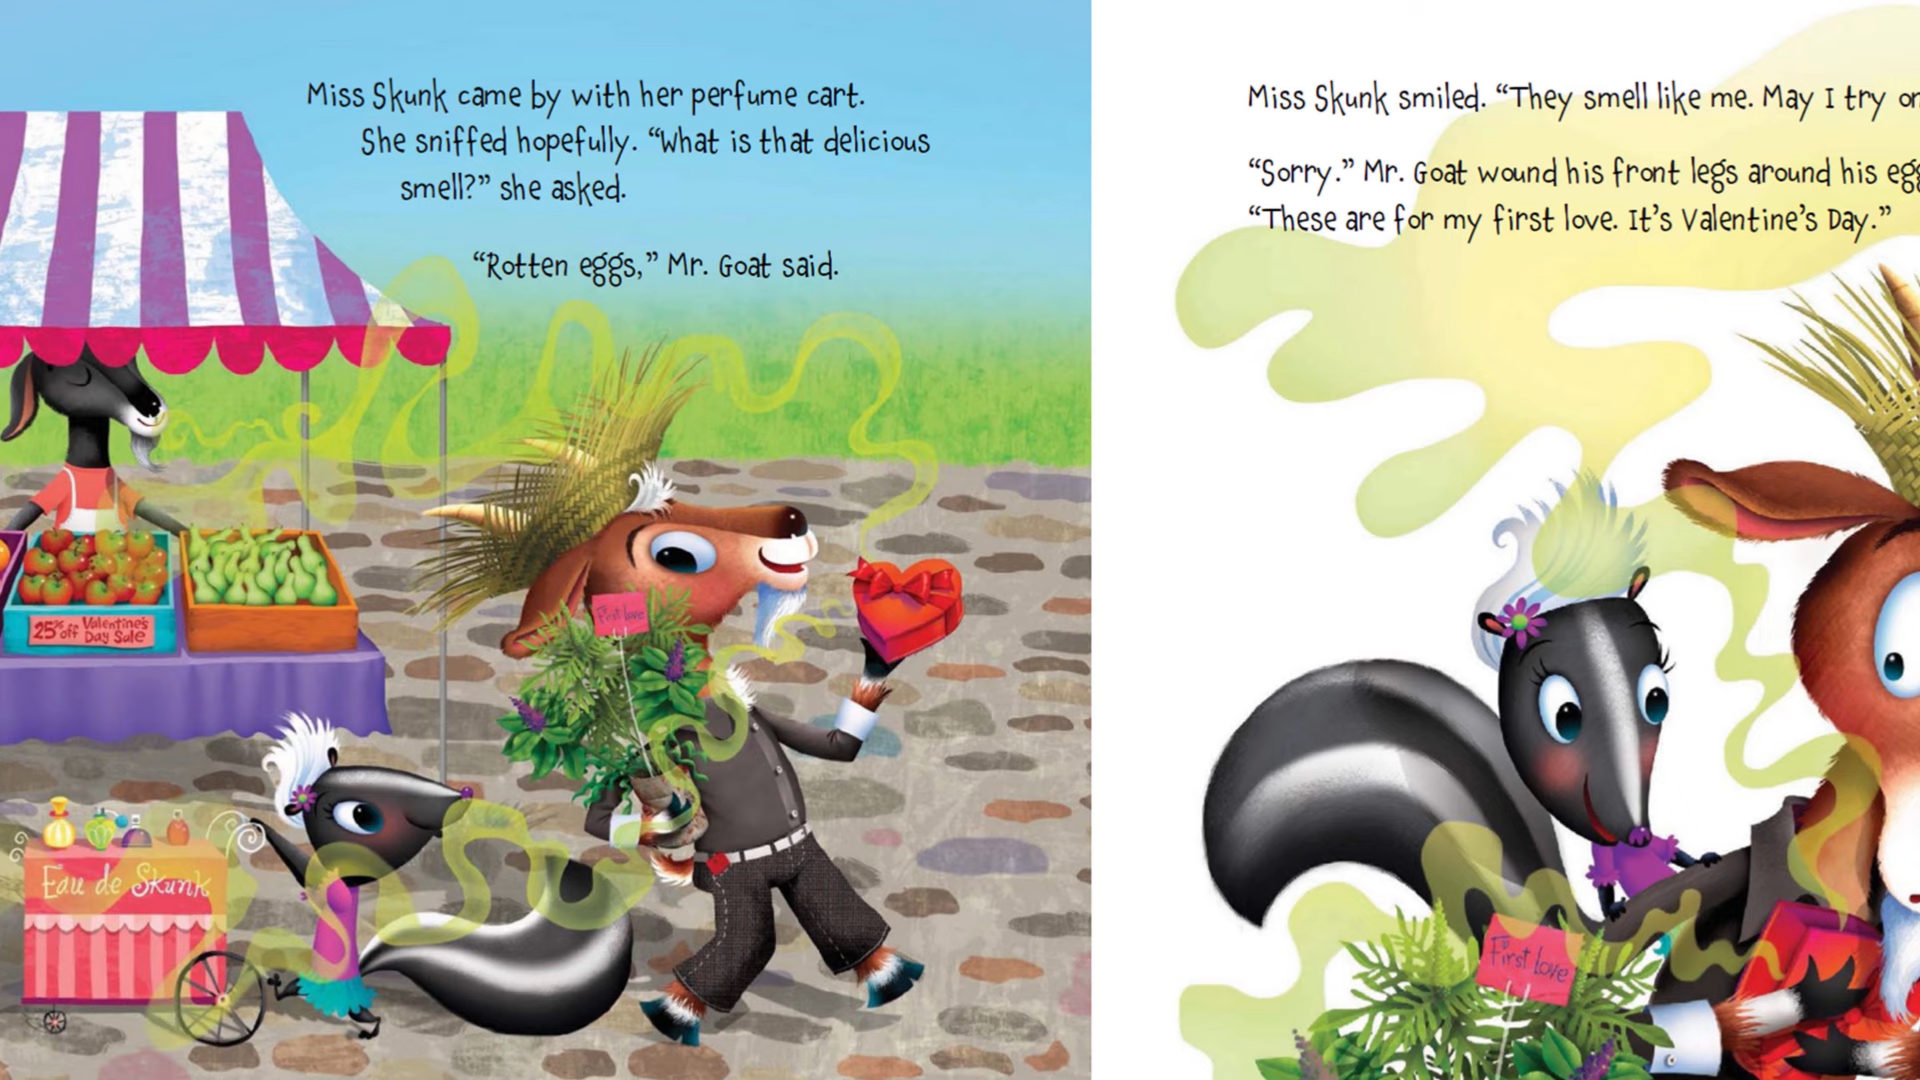 Miss Skunk came by with her perfume cart.
She sniffed hopefully. “What is that delicious
smell?” she asked.
“Rotten eggs,” Mr. Goat said.
25% off Valentine's
Day Sale
To
First love
Eau de Skunk
Miss Skunk smiled. “They smell like me. May I try
“Sorry.” Mr. Goat wound his front legs around his
“These are for my first love. It’s Valentine’s Day.”
To
First love